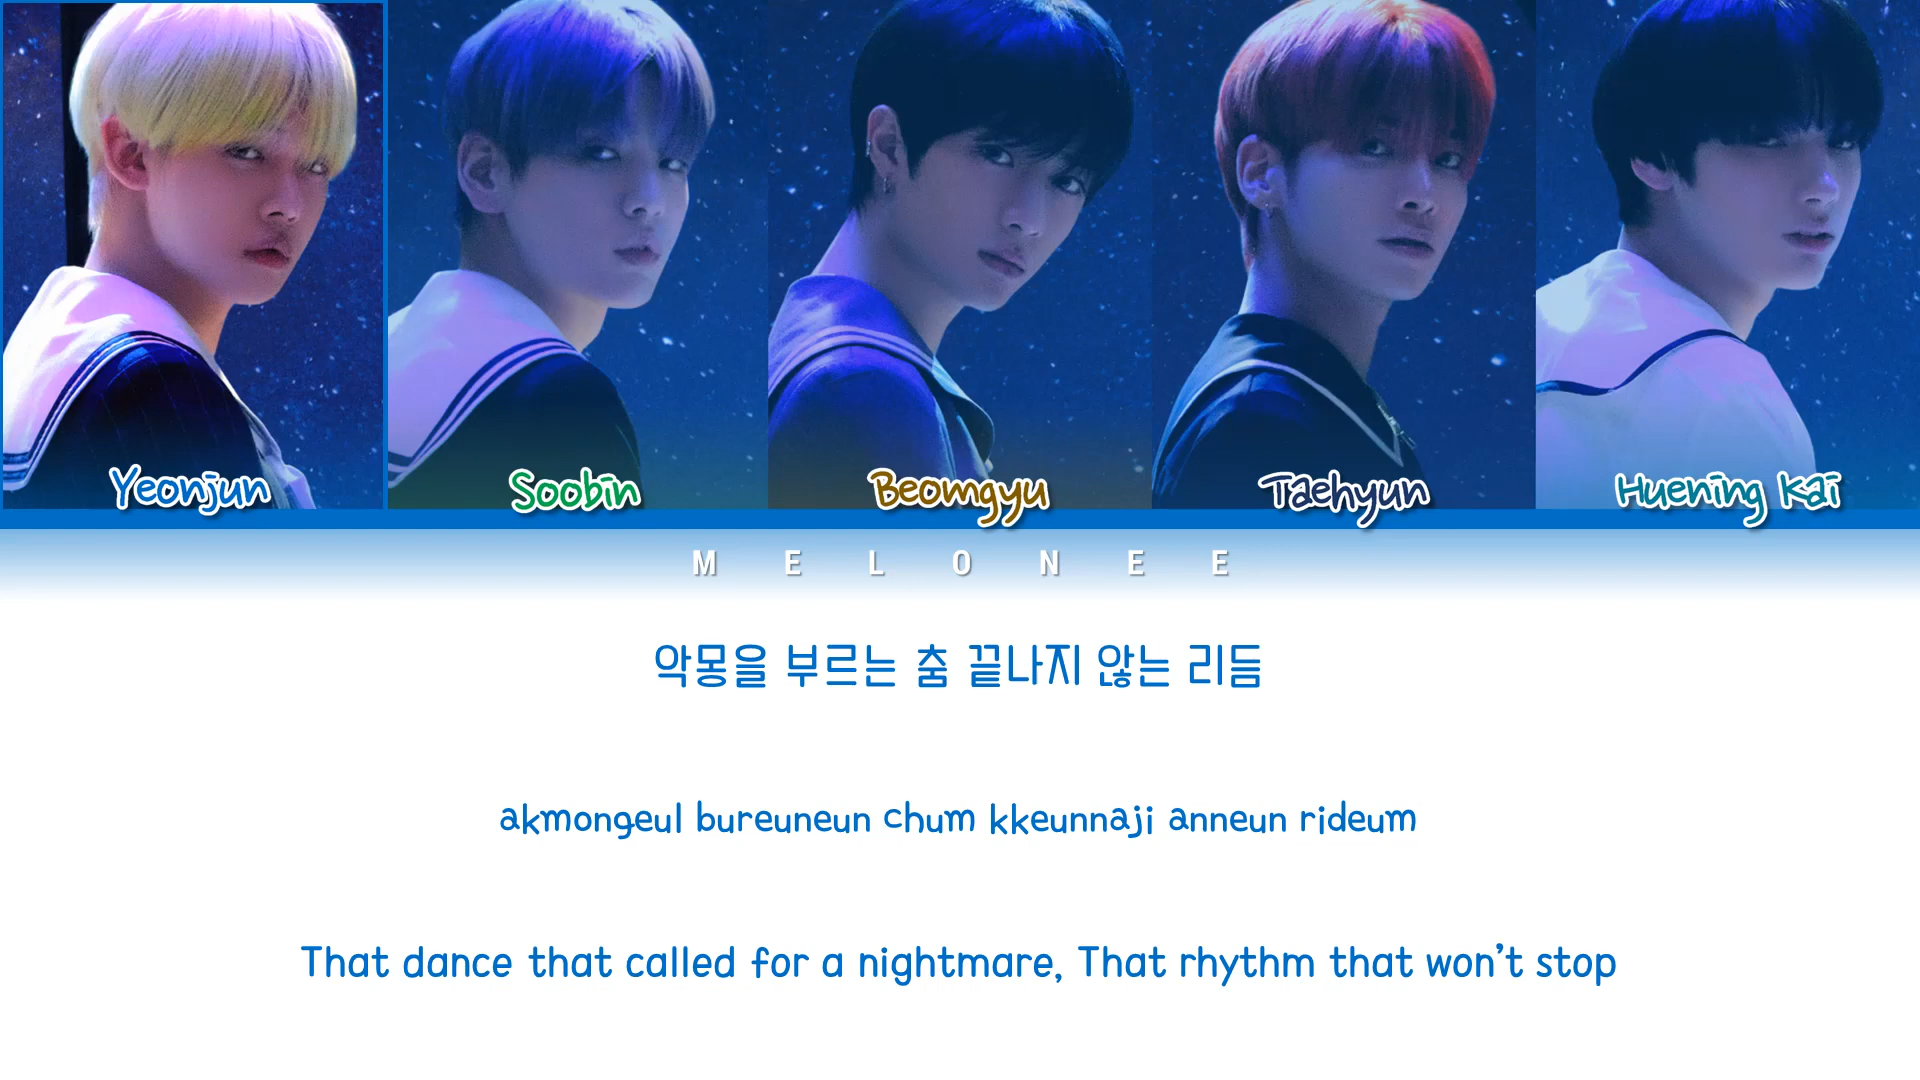 Yeonjun Soobin Beomgyu Taehyun Huening Kai
MELONEE
악몽을 부르는 춤 끝나지 않는 리듬
akmongeul bureuneun chum kkeunnaji anneun rideum
That dance that called for a nightmare, That rhythm that won't stop